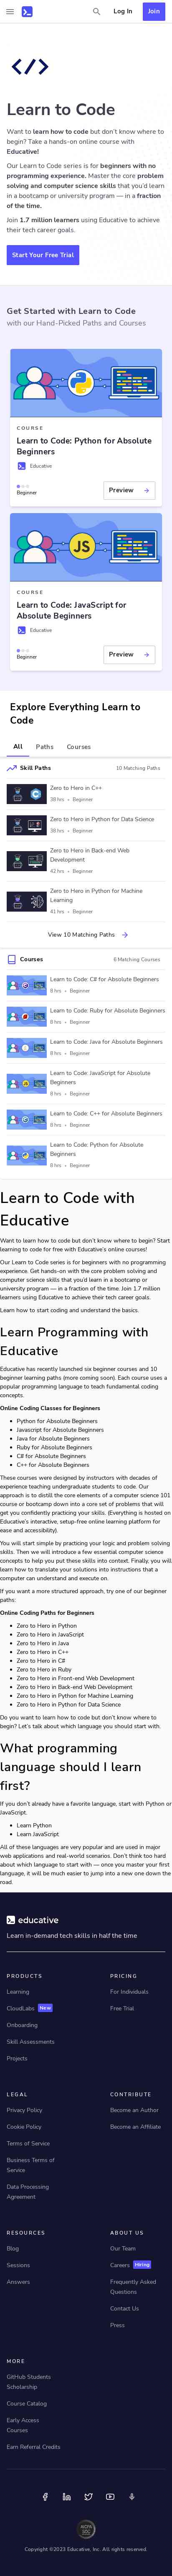 Log In
Join
Learn to Code
Want to learn how to code but don't know where to begin? Take a hands-on online course with Educative!
Our Learn to Code series is for beginners with no programming experience. Master the core problem solving and computer science skills that you'd learn in a bootcamp or university program — in a fraction of the time.
Join 1.7 million learners using Educative to achieve their tech career goals.
Start Your Free Trial
Get Started with Learn to Code
with our Hand-Picked Paths and Courses
COURSE
Learn to Code: Python for Absolute Beginners
Educative
Beginner
Preview
JS
COURSE
Learn to Code: JavaScript for Absolute Beginners
Educative
Beginner
Preview
Explore Everything Learn to Code
All
Paths
Courses
Skill Paths
10 Matching Paths
Zero to Hero in C++
38 hrs • Beginner
Zero to Hero in Python for Data Science
38 hrs • Beginner
Zero to Hero in Back-end Web Development
42 hrs • Beginner
Zero to Hero in Python for Machine Learning
41 hrs • Beginner
View 10 Matching Paths
Courses
6 Matching Courses
Learn to Code: C# for Absolute Beginners
8 hrs • Beginner
Learn to Code: Ruby for Absolute Beginners
8 hrs • Beginner
Learn to Code: Java for Absolute Beginners
8 hrs • Beginner
Learn to Code: JavaScript for Absolute Beginners
8 hrs • Beginner
Learn to Code: C++ for Absolute Beginners
8 hrs • Beginner
Learn to Code: Python for Absolute Beginners
8 hrs • Beginner
Learn to Code with Educative
Want to learn how to code but don't know where to begin? Start learning to code for free with Educative's online courses!
Our Learn to Code series is for beginners with no programming experience. Get hands-on with the core problem solving and computer science skills that you'd learn in a bootcamp or university program — in a fraction of the time. Join 1.7 million learners using Educative to achieve their tech career goals.
Learn how to start coding and understand the basics.
Learn Programming with Educative
Educative has recently launched six beginner courses and 10 beginner learning paths (more coming soon). Each course uses a popular programming language to teach fundamental coding concepts.
Online Coding Classes for Beginners
Python for Absolute Beginners
Javascript for Absolute Beginners
Java for Absolute Beginners
Ruby for Absolute Beginners
C# for Absolute Beginners
C++ for Absolute Beginners
These courses were designed by instructors with decades of experience teaching undergraduate students to code. Our approach is to distill the core elements of a computer science 101 course or bootcamp into a one size fits all format that will get you confidently practicing your skills. (Everything is hosted on Educative's interactive, setup-free online learning platform for ease and accessibility).
You will start simple by practicing your logic and problem solving skills. Then we will introduce a few essential computer science concepts to help you put those skills into context. Finally, you will learn how to translate your solutions into instructions that a computer can understand and execute on.
If you want a more structured approach, try one of our beginner paths:
Online Coding Paths for Beginners
Zero to Hero in Python
Zero to Hero in JavaScript
Zero to Hero in Java
Zero to Hero in C++
Zero to Hero in C#
Zero to Hero in Ruby
Zero to Hero in Front-end Web Development
Zero to Hero in Back-end Web Development
Zero to Hero in Python for Machine Learning
Zero to Hero in Python for Data Science
Do you want to learn how to code but don't know where to begin? Let's talk about which language you should start with.
What programming language should I learn first?
If you don't already have a favorite language, start with Python or JavaScript.
Learn Python
Learn JavaScript
All of these languages are very popular and are used in major web applications and real-world scenarios. Don't think too hard about which language to start with — once you master your first language, it will be much easier to jump into a new one down the road.
educative
Learn in-demand tech skills in half the time
PRODUCTS
Learning
CloudLabs New
Onboarding
Skill Assessments
Projects
PRICING
For Individuals
Free Trial
LEGAL
Privacy Policy
Cookie Policy
Terms of Service
Business Terms of Service
Data Processing Agreement
CONTRIBUTE
Become an Author
Become an Affiliate
RESOURCES
Blog
Sessions
Answers
ABOUT US
Our Team
Careers Hiring
Frequently Asked Questions
Contact Us
Press
MORE
GitHub Students Scholarship
Course Catalog
Early Access Courses
Earn Referral Credits
AICPA
SOC
Copyright ©2023 Educative, Inc. All rights reserved.